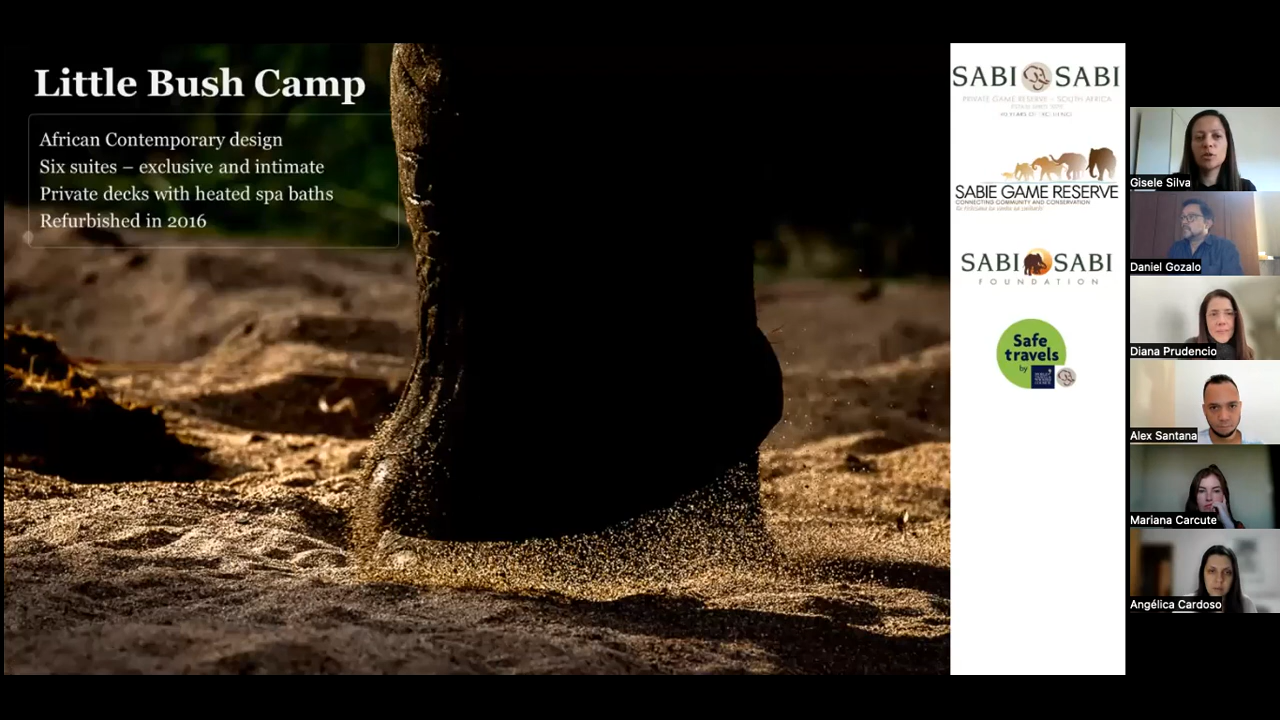 Little Bush Camp
African Contemporary design
Six suites – exclusive and intimate
Private decks with heated spa baths
Refurbished in 2016
SABI SABI
PRIVATE GAME RESERVE – SOUTH AFRICA
SABIE GAME RESERVE
CONNECTING COMMUNITY AND CONSERVATION
SABI SABI
FOUNDATION
Safe
travels
by
Gisele Silva
Daniel Gozalo
Diana Prudencio
Alex Santana
Mariana Carcute
Angélica Cardoso